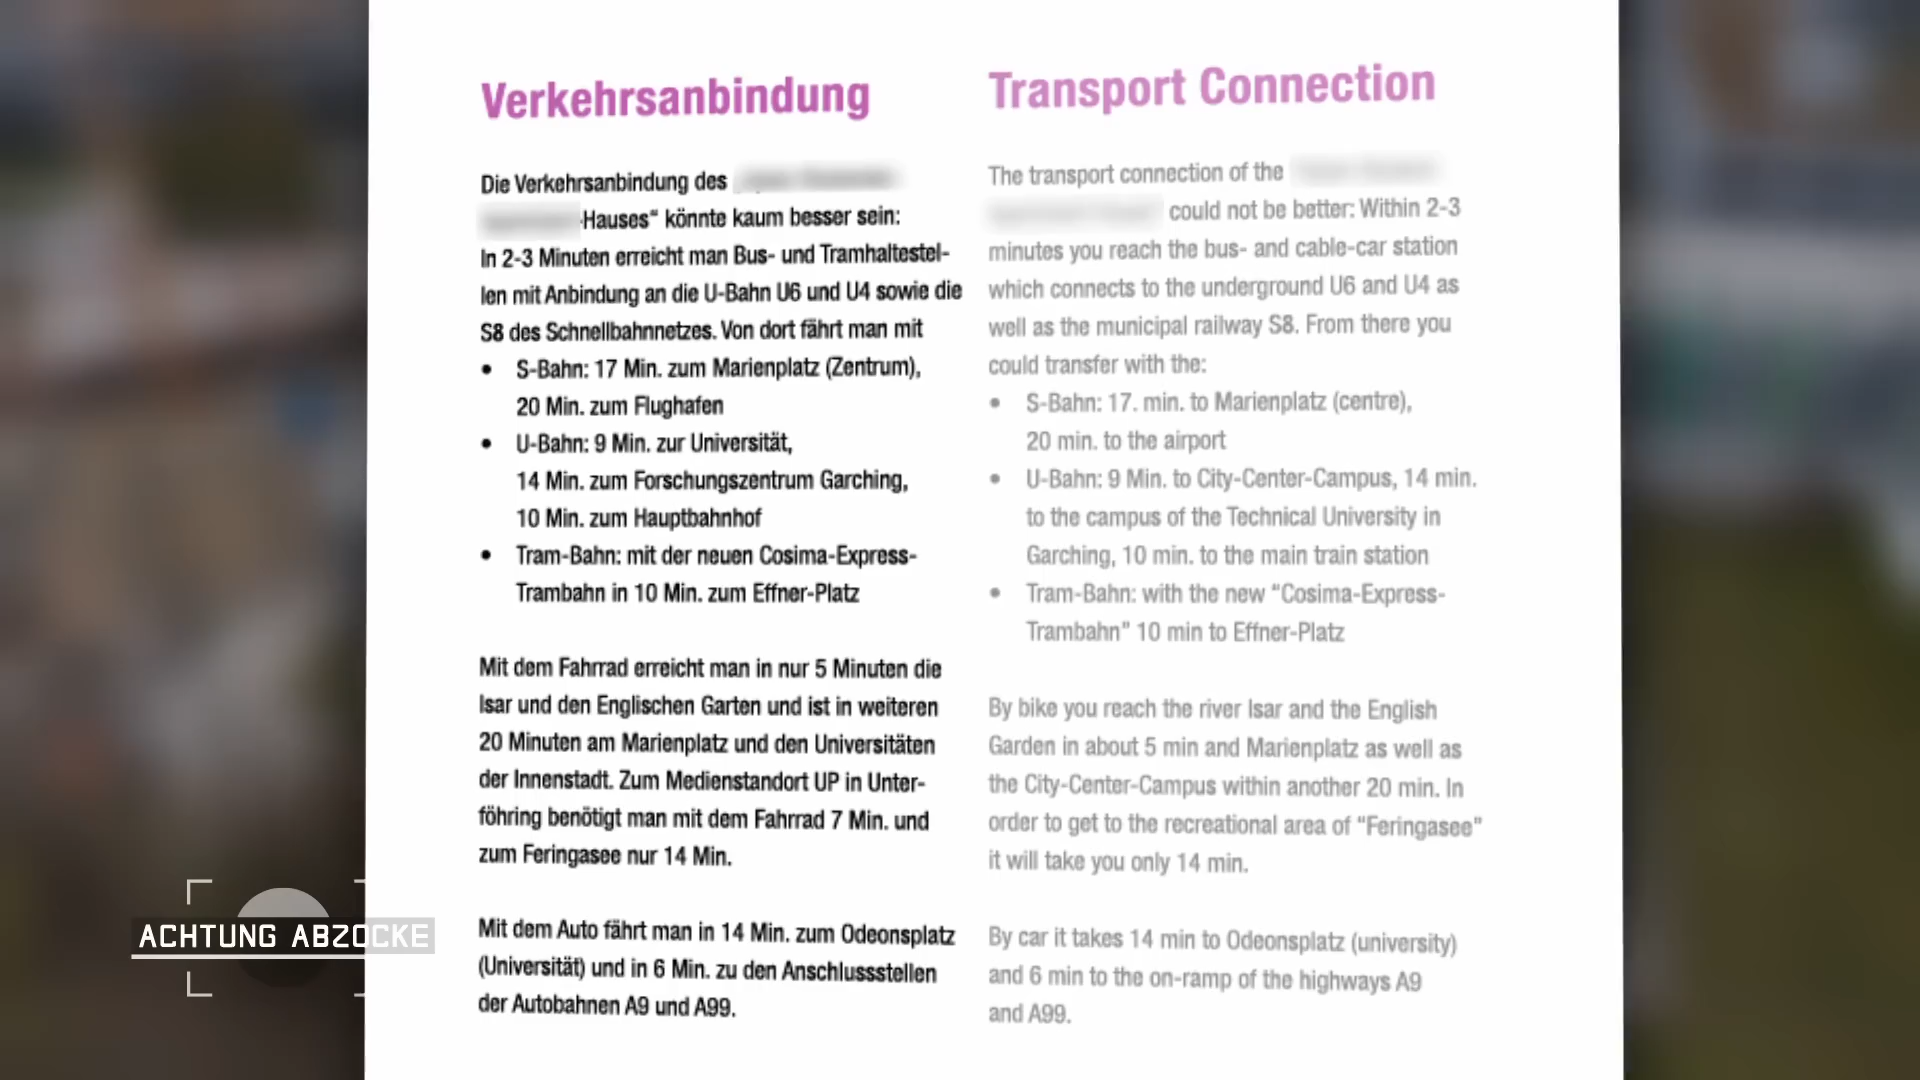 Verkehrsanbindung
Die Verkehrsanbindung des
-Hauses“ könnte kaum besser sein:
In 2-3 Minuten erreicht man Bus- und Tramhaltestel-
len mit Anbindung an die U-Bahn U6 und U4 sowie die
S8 des Schnellbahnnetzes. Von dort fährt man mit
• S-Bahn: 17 Min. zum Marienplatz (Zentrum),
20 Min. zum Flughafen
• U-Bahn: 9 Min. zur Universität,
14 Min. zum Forschungszentrum Garching,
10 Min. zum Hauptbahnhof
• Tram-Bahn: mit der neuen Cosima-Express-
Trambahn in 10 Min. zum Effner-Platz
Mit dem Fahrrad erreicht man in nur 5 Minuten die
Isar und den Englischen Garten und ist in weiteren
20 Minuten am Marienplatz und den Universitäten
der Innenstadt. Zum Medienstandort UP in Unter-
föhring benötigt man mit dem Fahrrad 7 Min. und
zum Feringasee nur 14 Min.
Mit dem Auto fährt man in 14 Min. zum Odeonsplatz
(Universität) und in 6 Min. zu den Anschlussstellen
der Autobahnen A9 und A99.
Transport Connection
The transport connection of the
could not be better: Within 2-3
minutes you reach the bus- and cable-car station
which connects to the underground U6 and U4 as
well as the municipal railway S8. From there you
could transfer with the:
• S-Bahn: 17. min. to Marienplatz (centre),
20 min. to the airport
• U-Bahn: 9 Min. to City-Center-Campus, 14 min.
to the campus of the Technical University in
Garching, 10 min. to the main train station
• Tram-Bahn: with the new “Cosima-Express-
Trambahn” 10 min to Effner-Platz
By bike you reach the river Isar and the English
Garden in about 5 min and Marienplatz as well as
the City-Center-Campus within another 20 min. In
order to get to the recreational area of “Feringasee”
it will take you only 14 min.
By car it takes 14 min to Odeonsplatz (university)
and 6 min to the on-ramp of the highways A9
and A99.
ACHTUNG ABZOCKE